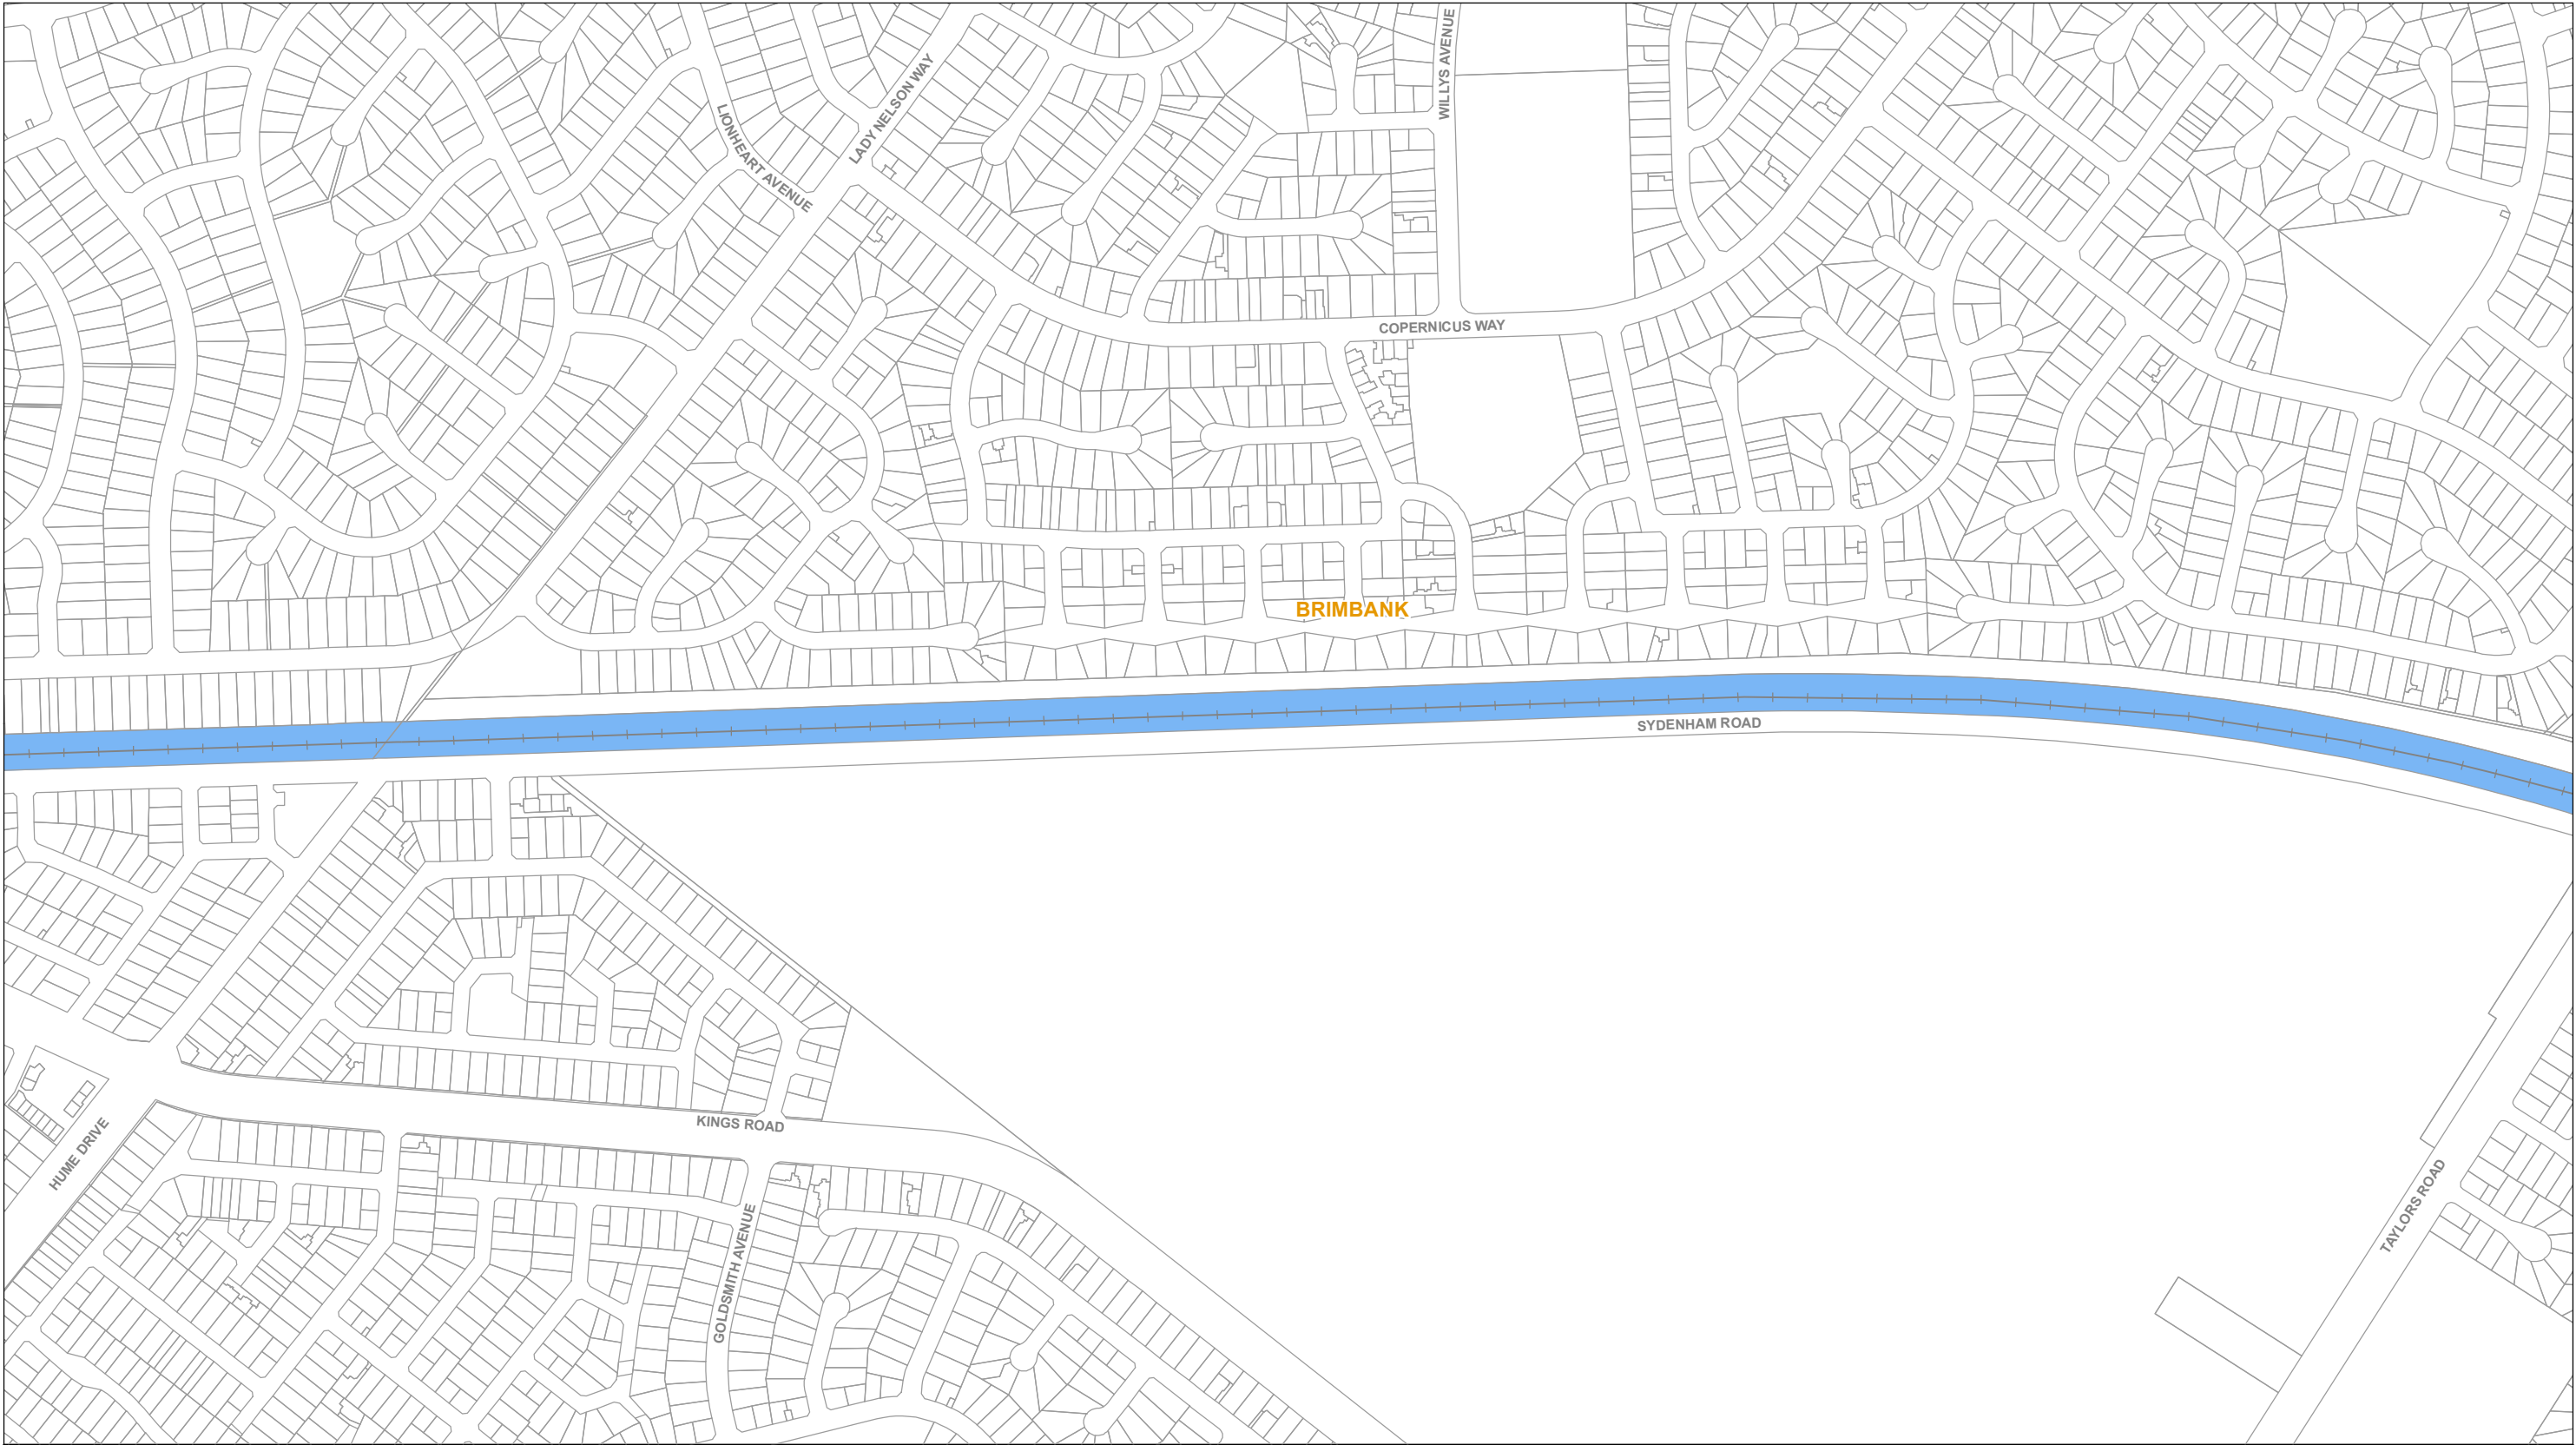 WILLYS AVENUE
LADY NELSON WAY
LIONHEART AVENUE
COPERNICUS WAY
BRIMBANK
SYDENHAM ROAD
KINGS ROAD
HUME DRIVE
GOLDSMITH AVENUE
TAYLORS ROAD